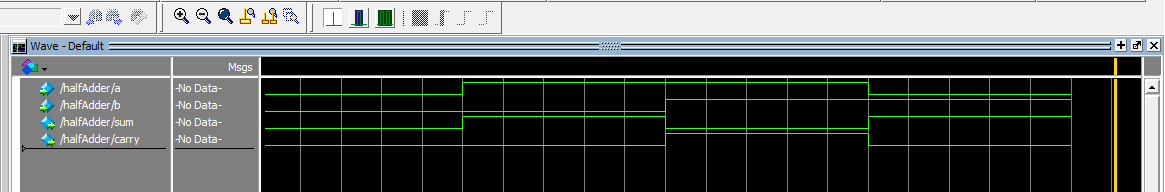 Wave - Default
Msgs
/halfAdder/a -No Data-
/halfAdder/b -No Data-
/halfAdder/sum -No Data-
/halfAdder/carry -No Data-